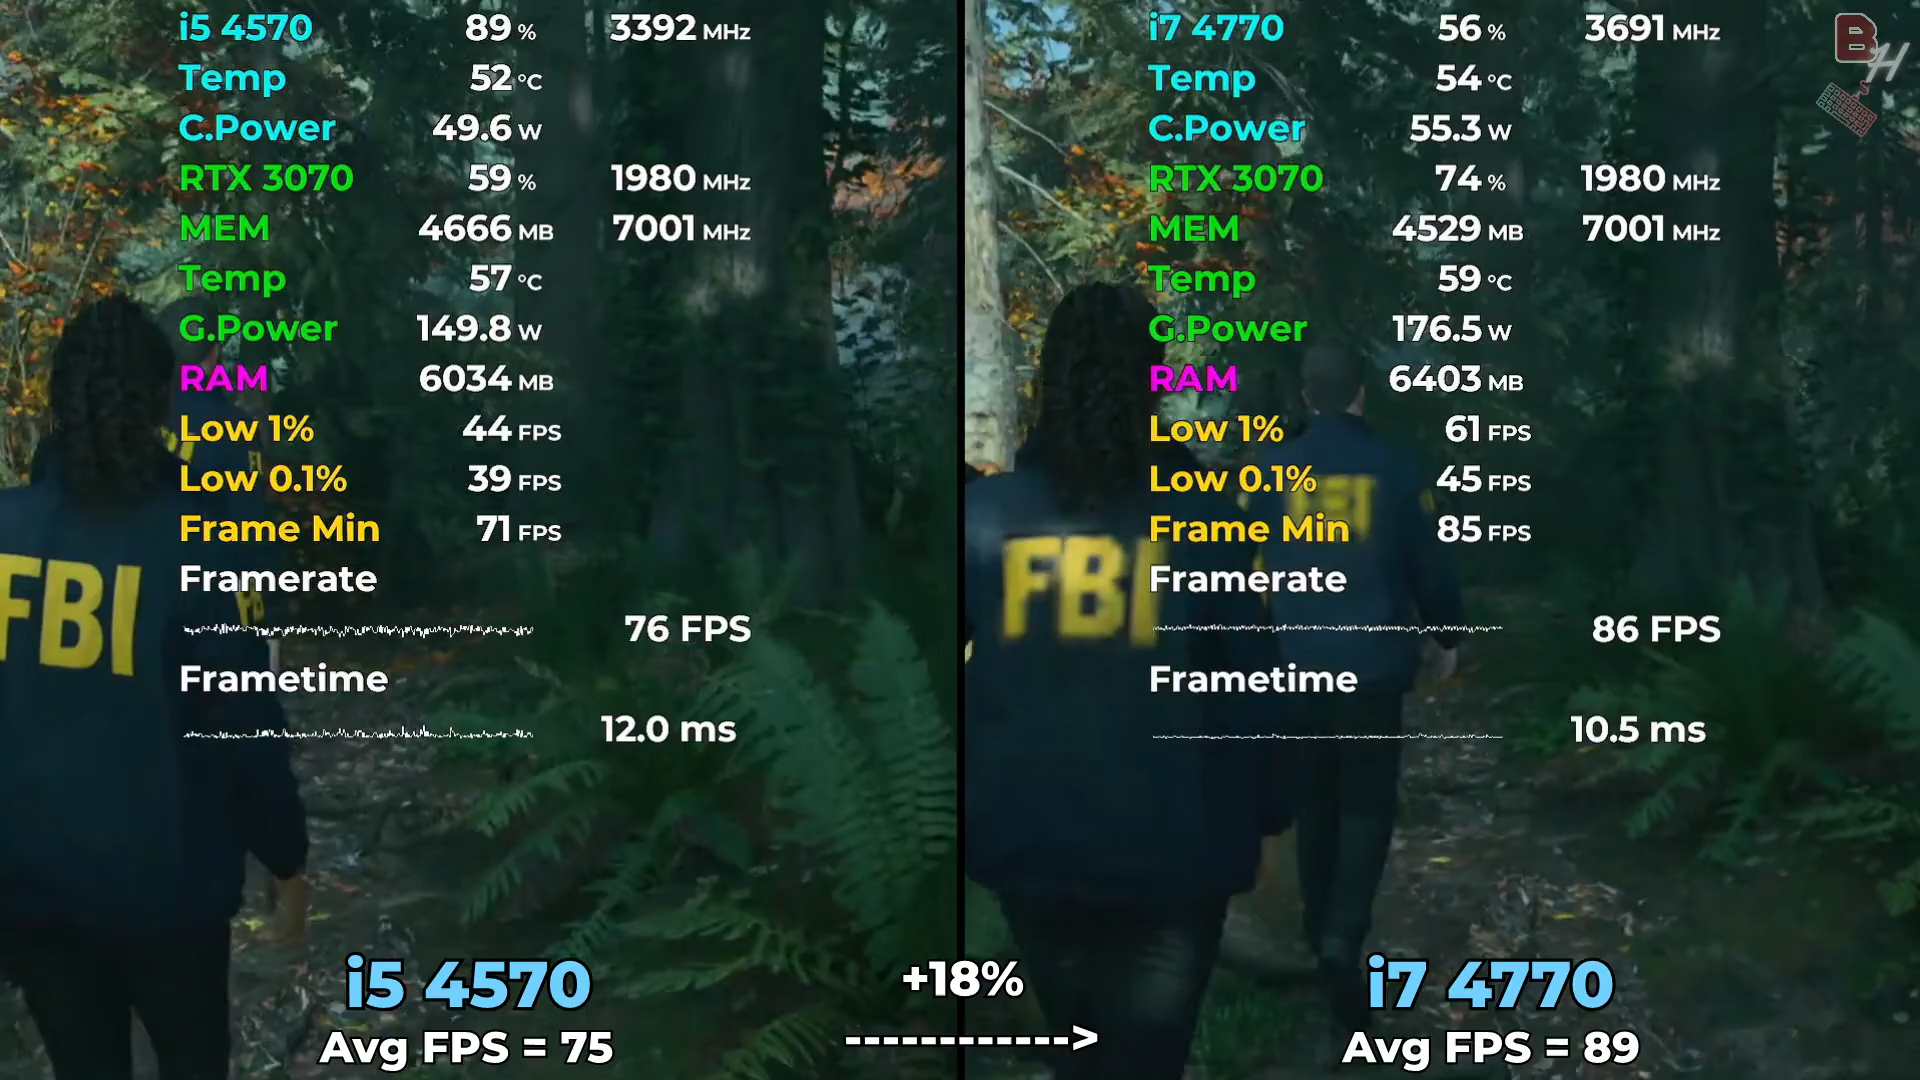 i5 4570 89 % 3392 MHz
Temp 52 °C
C.Power 49.6 W
RTX 3070 59 % 1980 MHz
MEM 4666 MB 7001 MHz
Temp 57 °C
G.Power 149.8 W
RAM 6034 MB
Low 1% 44 FPS
Low 0.1% 39 FPS
Frame Min 71 FPS
Framerate
76 FPS
Frametime
12.0 ms
FBI
i7 4770 56 % 3691 MHz
Temp 54 °C
C.Power 55.3 W
RTX 3070 74 % 1980 MHz
MEM 4529 MB 7001 MHz
Temp 59 °C
G.Power 176.5 W
RAM 6403 MB
Low 1% 61 FPS
Low 0.1% 45 FPS
Frame Min 85 FPS
Framerate
86 FPS
Frametime
10.5 ms
FBI
BH
i5 4570
Avg FPS = 75
+18%
------------>
i7 4770
Avg FPS = 89